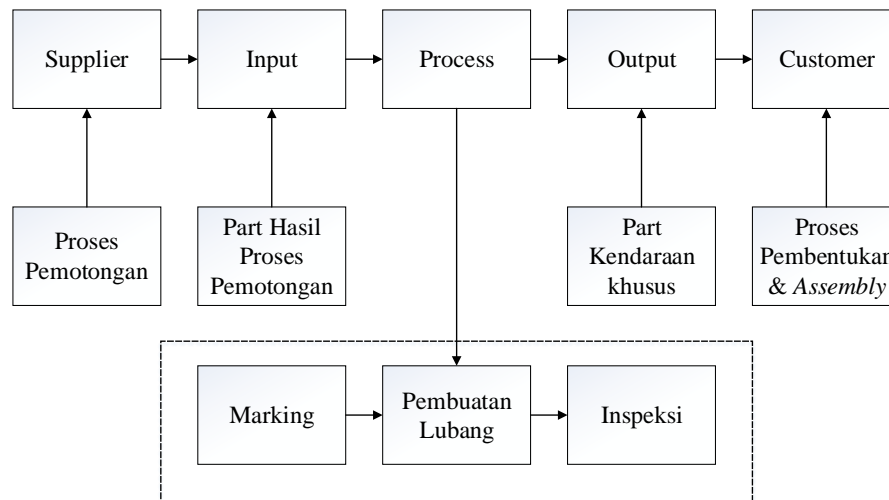 Supplier
Input
Process
Output
Customer
Proses
Pemotongan
Part Hasil
Proses
Pemotongan
Part
Kendaraan
khusus
Proses
Pembentukan
& Assembly
Marking
Pembuatan
Lubang
Inspeksi